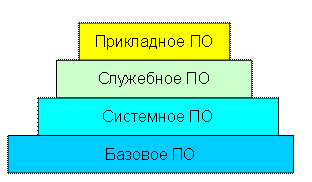 Прикладное ПО
Служебное ПО
Системное ПО
Базовое ПО